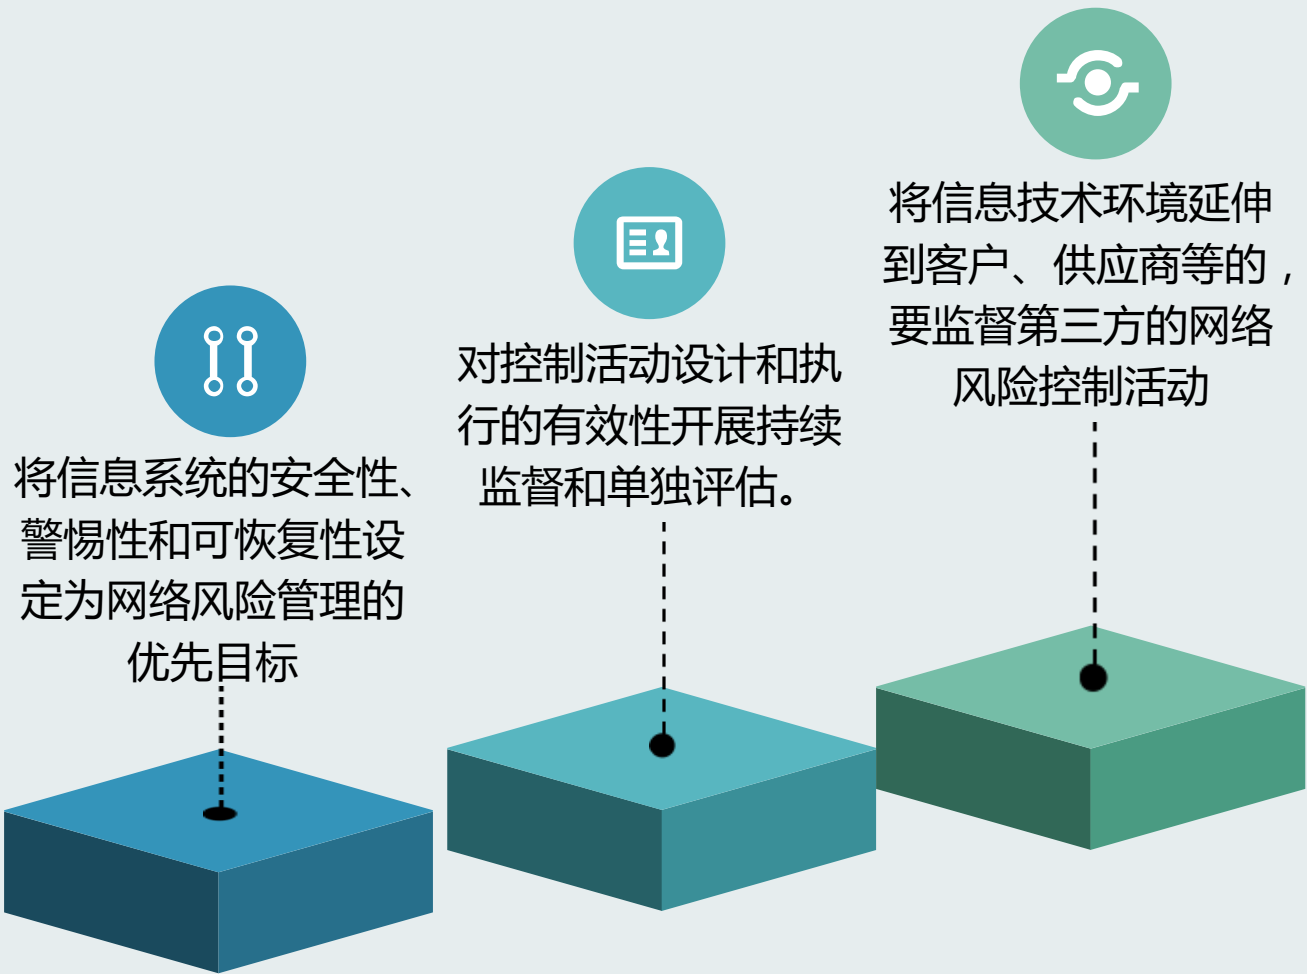 将信息系统的安全性、
警惕性和可恢复性设
定为网络风险管理的
优先目标
对控制活动设计和执
行的有效性开展持续
监督和单独评估。
将信息技术环境延伸
到客户、供应商等的，
要监督第三方的网络
风险控制活动